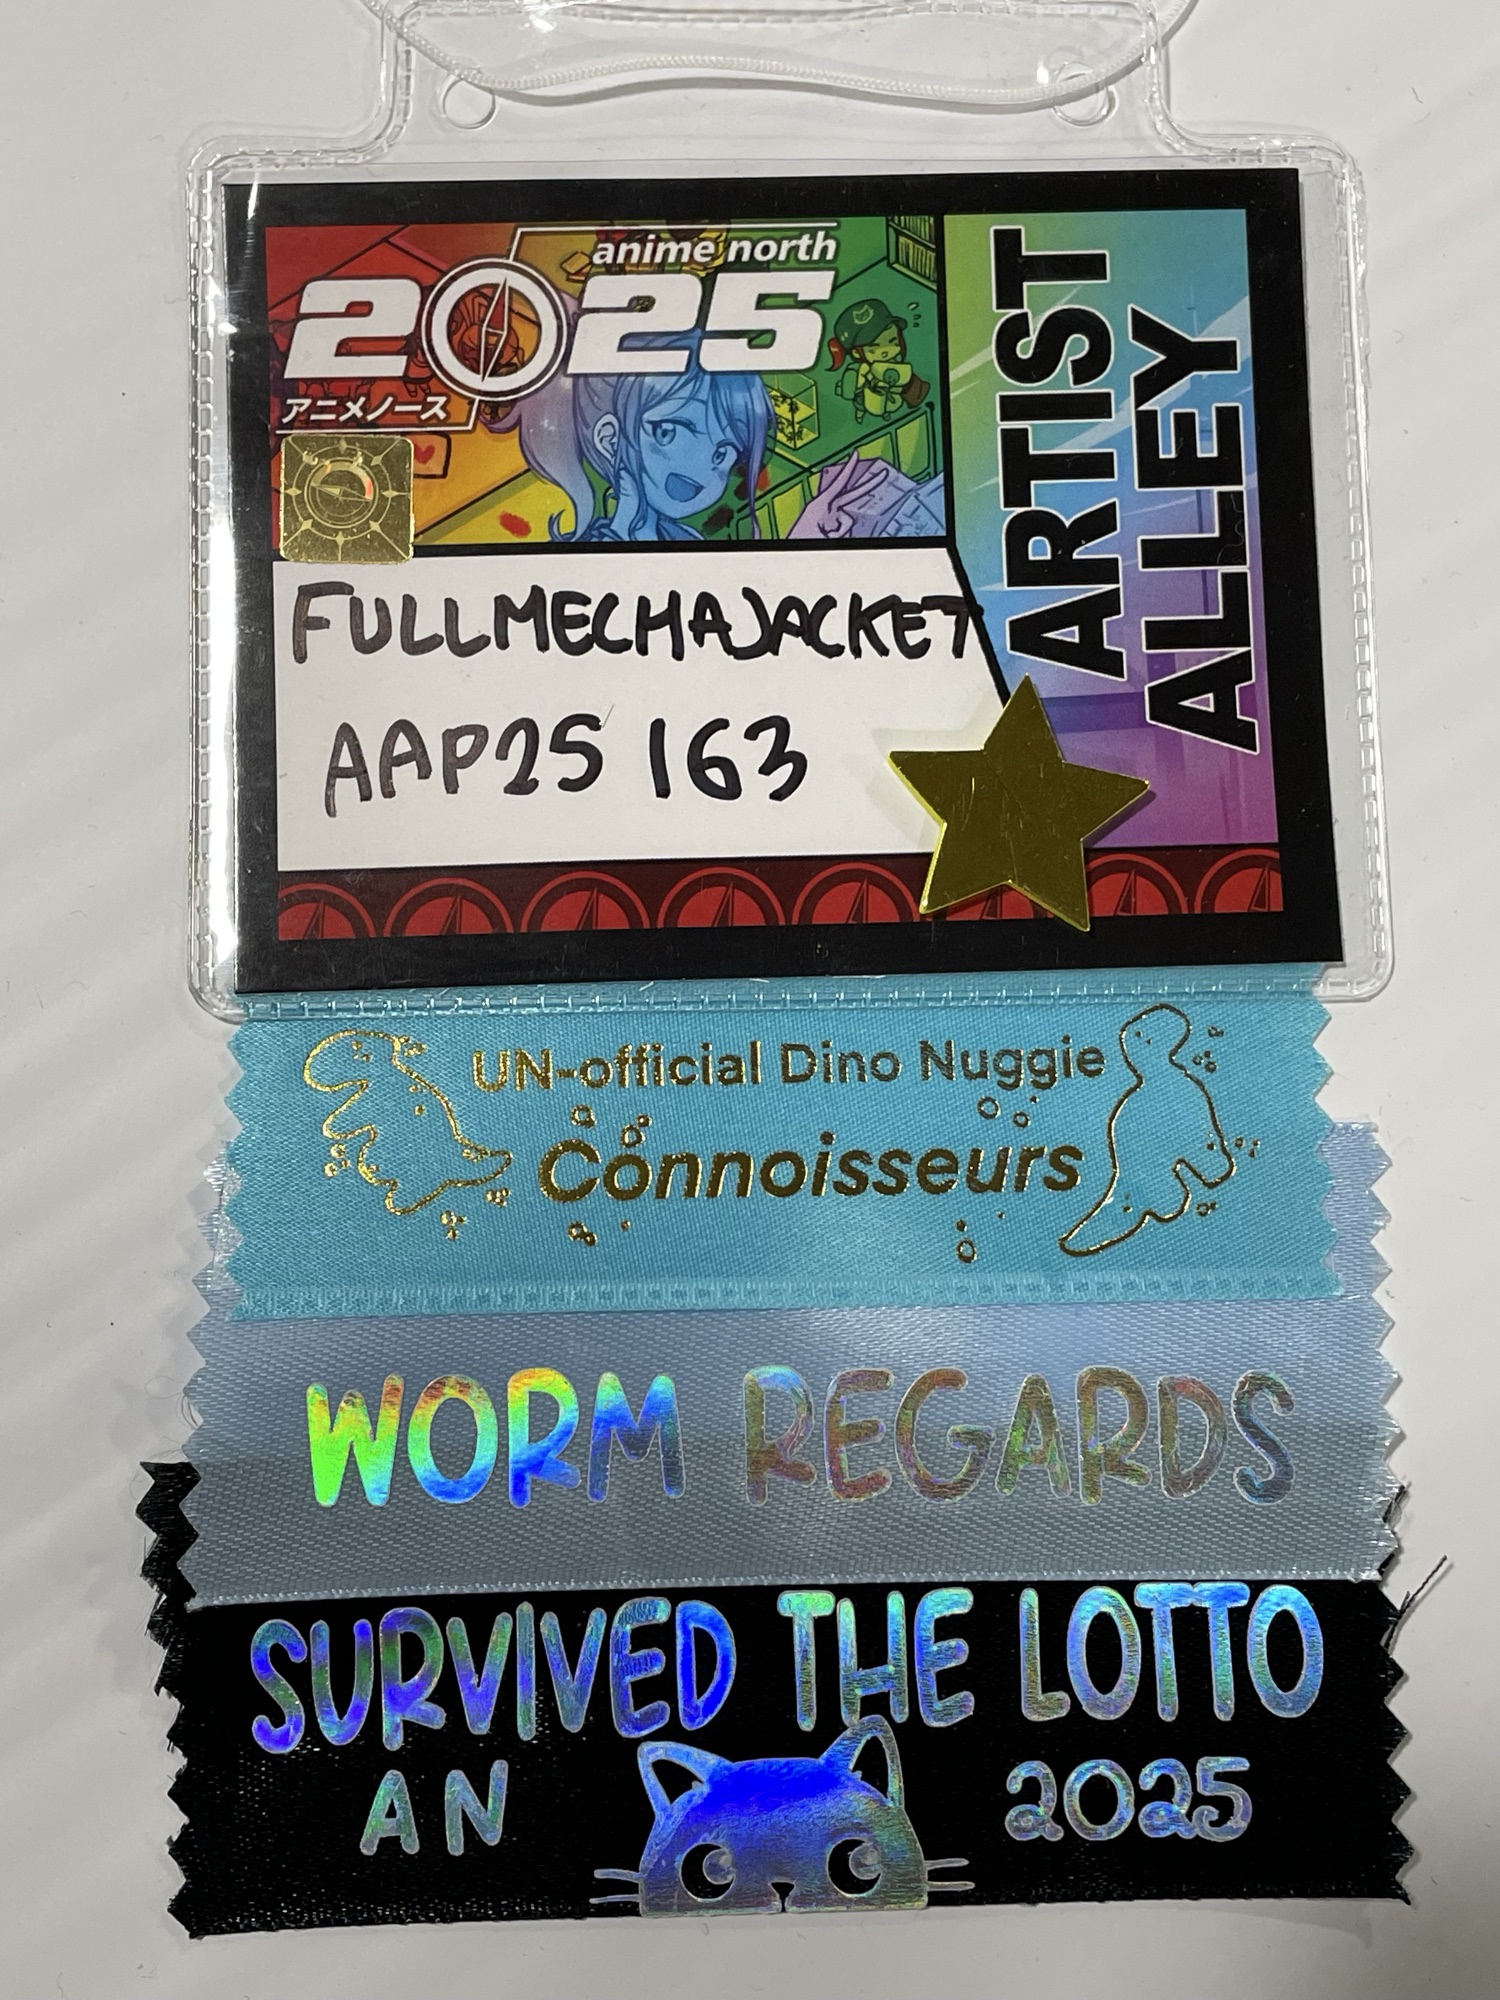 anime north
2025
アニメノース
ARTIST
ALLEY
FULLMECHAJACKET
AAP25 163
UN-official Dino Nuggie
Connoisseurs
WORM REGARDS
SURVIVED THE LOTTO
AN 2025